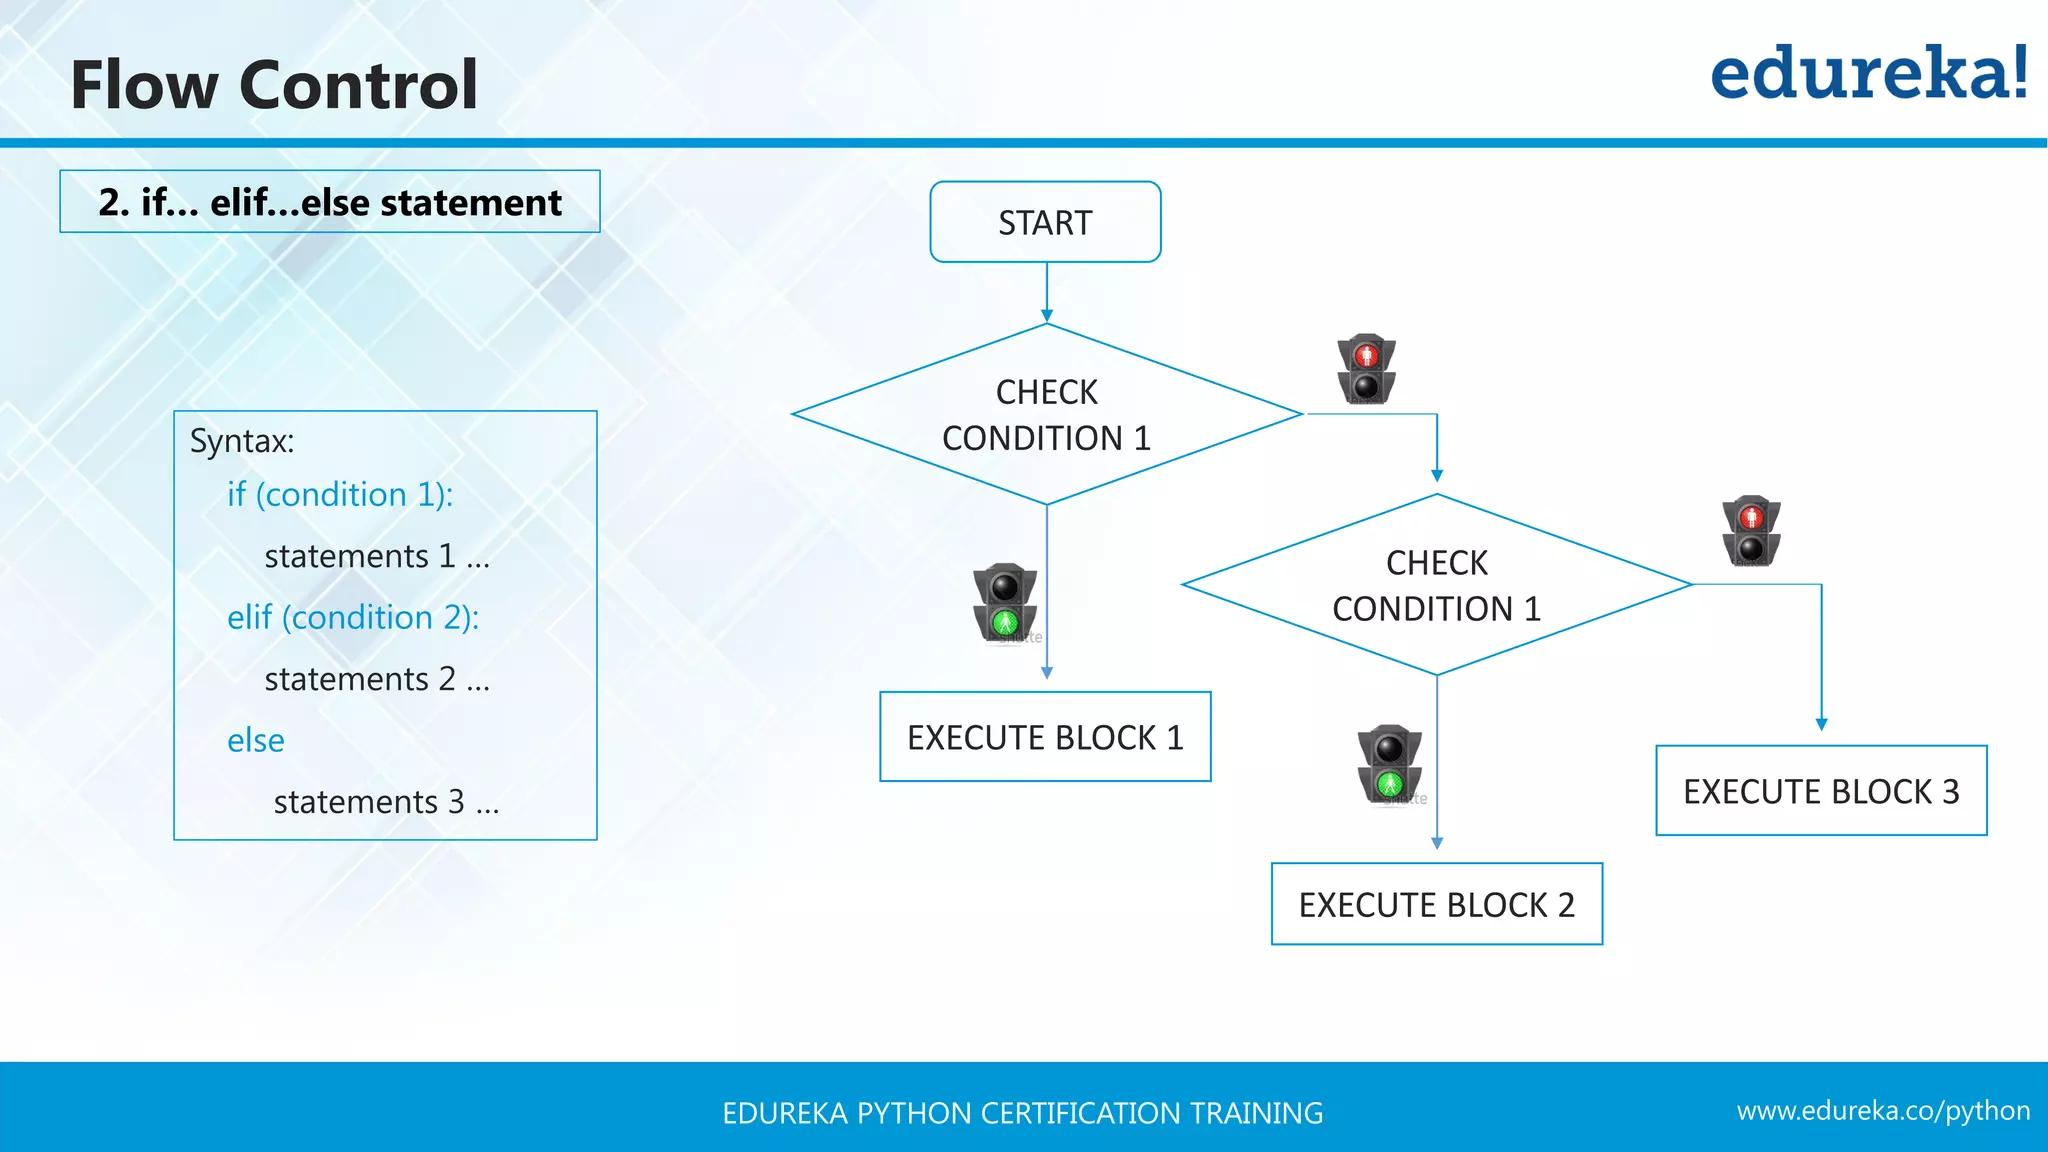 Flow Control
edureka!
2. if... elif...else statement
Syntax:
if (condition 1):
statements 1 ...
elif (condition 2):
statements 2 ...
else
statements 3 ...
START
CHECK
CONDITION 1
CHECK
CONDITION 1
shutte
EXECUTE BLOCK 1
shutte
EXECUTE BLOCK 3
EXECUTE BLOCK 2
EDUREKA PYTHON CERTIFICATION TRAINING
www.edureka.co/python